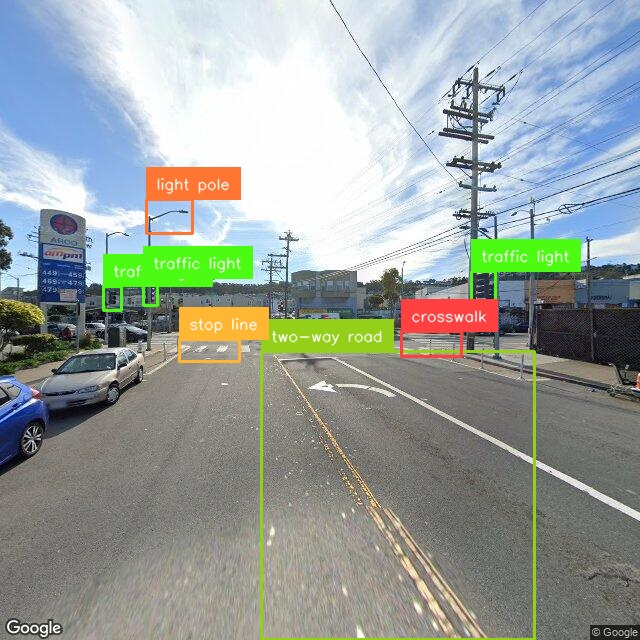 light pole
traf
traffic light
traffic light
stop line
two-way road
crosswalk
ARCO
ampm
Google
© Google